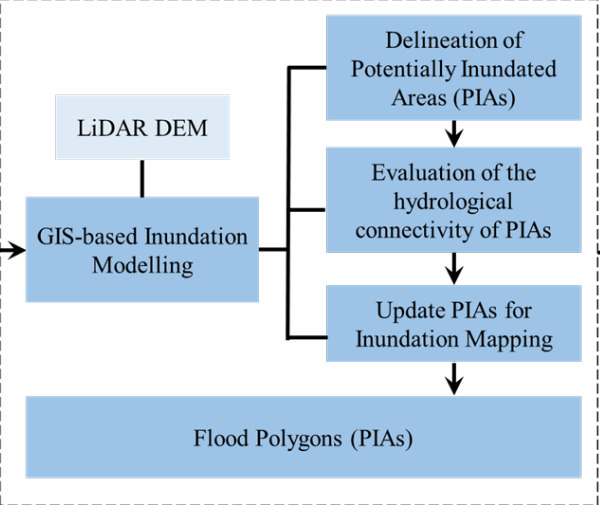 Delineation of
Potentially Inundated
Areas (PIAs)
LiDAR DEM
Evaluation of the
hydrological
connectivity of PIAs
GIS-based Inundation
Modelling
Update PIAs for
Inundation Mapping
Flood Polygons (PIAs)